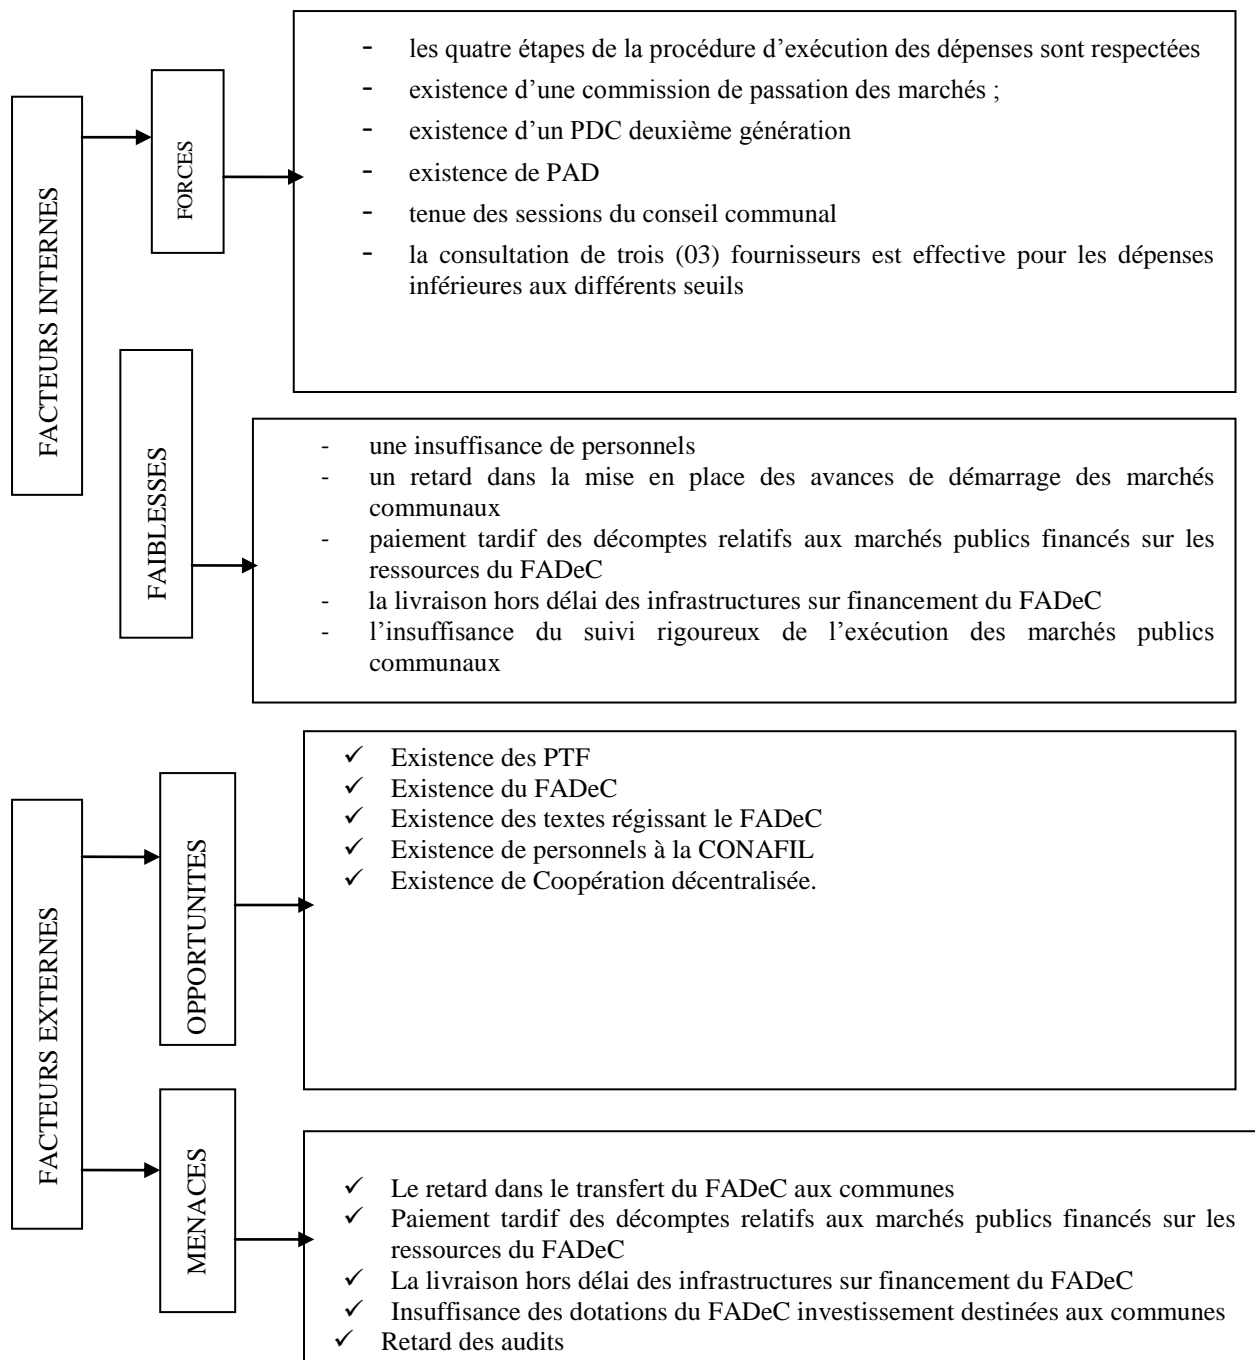 FACTEURS INTERNES
FORCES
- les quatre étapes de la procédure d’exécution des dépenses sont respectées
- existence d’une commission de passation des marchés ;
- existence d’un PDC deuxième génération
- existence de PAD
- tenue des sessions du conseil communal
- la consultation de trois (03) fournisseurs est effective pour les dépenses
inférieures aux différents seuils
FAIBLESSES
- une insuffisance de personnels
- un retard dans la mise en place des avances de démarrage des marchés
communaux
- paiement tardif des décomptes relatifs aux marchés publics financés sur les
ressources du FADeC
- la livraison hors délai des infrastructures sur financement du FADeC
- l’insuffisance du suivi rigoureux de l’exécution des marchés publics
communaux
FACTEURS EXTERNES
OPPORTUNITES
✓ Existence des PTF
✓ Existence du FADeC
✓ Existence des textes régissant le FADeC
✓ Existence de personnels à la CONAFIL
✓ Existence de Coopération décentralisée.
MENACES
✓ Le retard dans le transfert du FADeC aux communes
✓ Paiement tardif des décomptes relatifs aux marchés publics financés sur les
ressources du FADeC
✓ La livraison hors délai des infrastructures sur financement du FADeC
✓ Insuffisance des dotations du FADeC investissement destinées aux communes
✓ Retard des audits